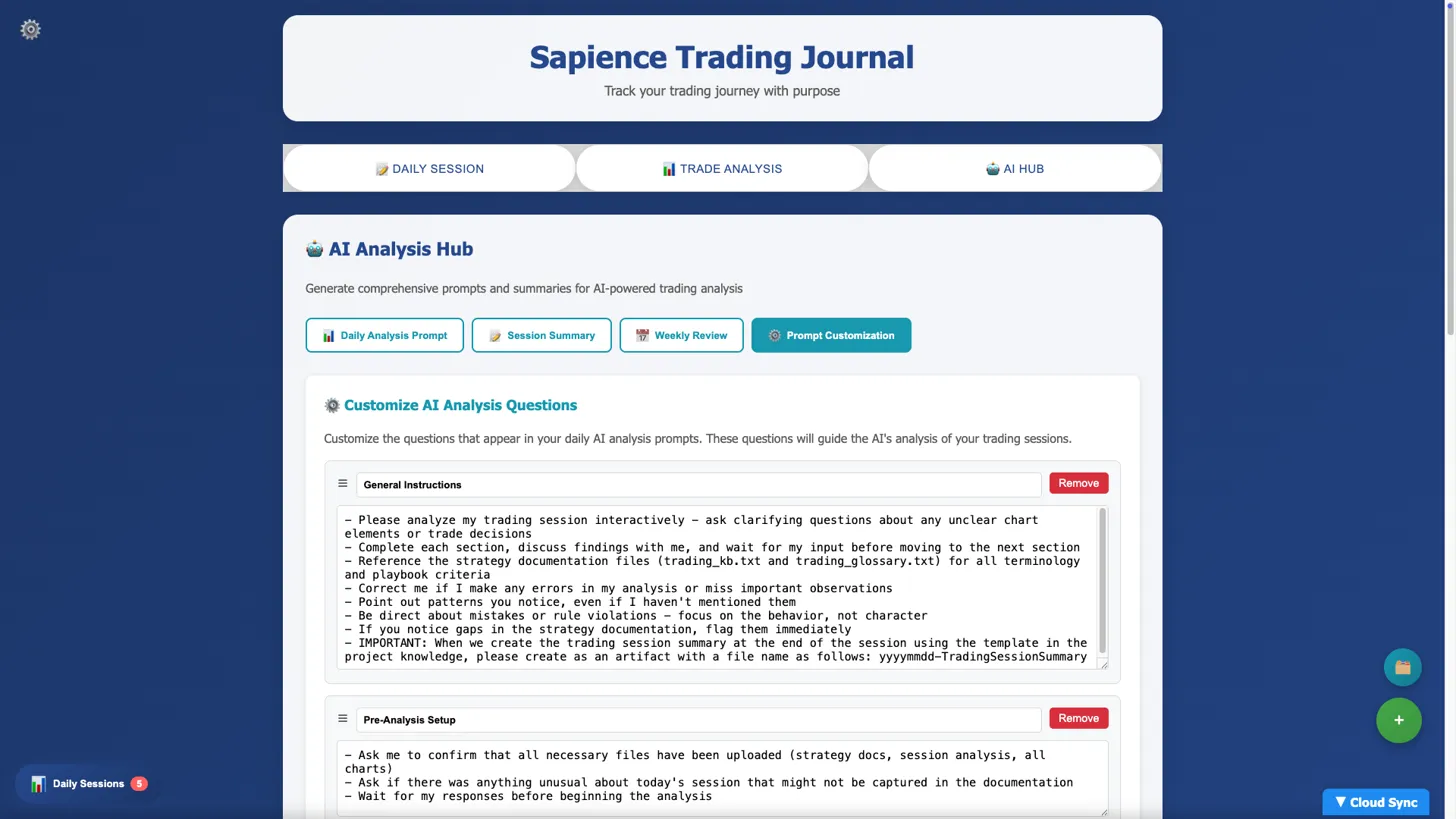 Sapience Trading Journal
Track your trading journey with purpose
DAILY SESSION
TRADE ANALYSIS
AI HUB
AI Analysis Hub
Generate comprehensive prompts and summaries for AI-powered trading analysis
Daily Analysis Prompt
Session Summary
Weekly Review
Prompt Customization
Customize AI Analysis Questions
Customize the questions that appear in your daily AI analysis prompts. These questions will guide the AI's analysis of your trading sessions.
General Instructions
Remove
– Please analyze my trading session interactively – ask clarifying questions about any unclear chart
elements or trade decisions
– Complete each section, discuss findings with me, and wait for my input before moving to the next section
– Reference the strategy documentation files (trading_kb.txt and trading_glossary.txt) for all terminology
and playbook criteria
– Correct me if I make any errors in my analysis or miss important observations
– Point out patterns you notice, even if I haven't mentioned them
– Be direct about mistakes or rule violations – focus on the behavior, not character
– If you notice gaps in the strategy documentation, flag them immediately
– IMPORTANT: When we create the trading session summary at the end of the session using the template in the
project knowledge, please create as an artifact with a file name as follows: yyyymmdd-TradingSessionSummary
Pre-Analysis Setup
Remove
– Ask me to confirm that all necessary files have been uploaded (strategy docs, session analysis, all
charts)
– Ask if there was anything unusual about today's session that might not be captured in the documentation
– Wait for my responses before beginning the analysis
+
Daily Sessions 5
▼ Cloud Sync